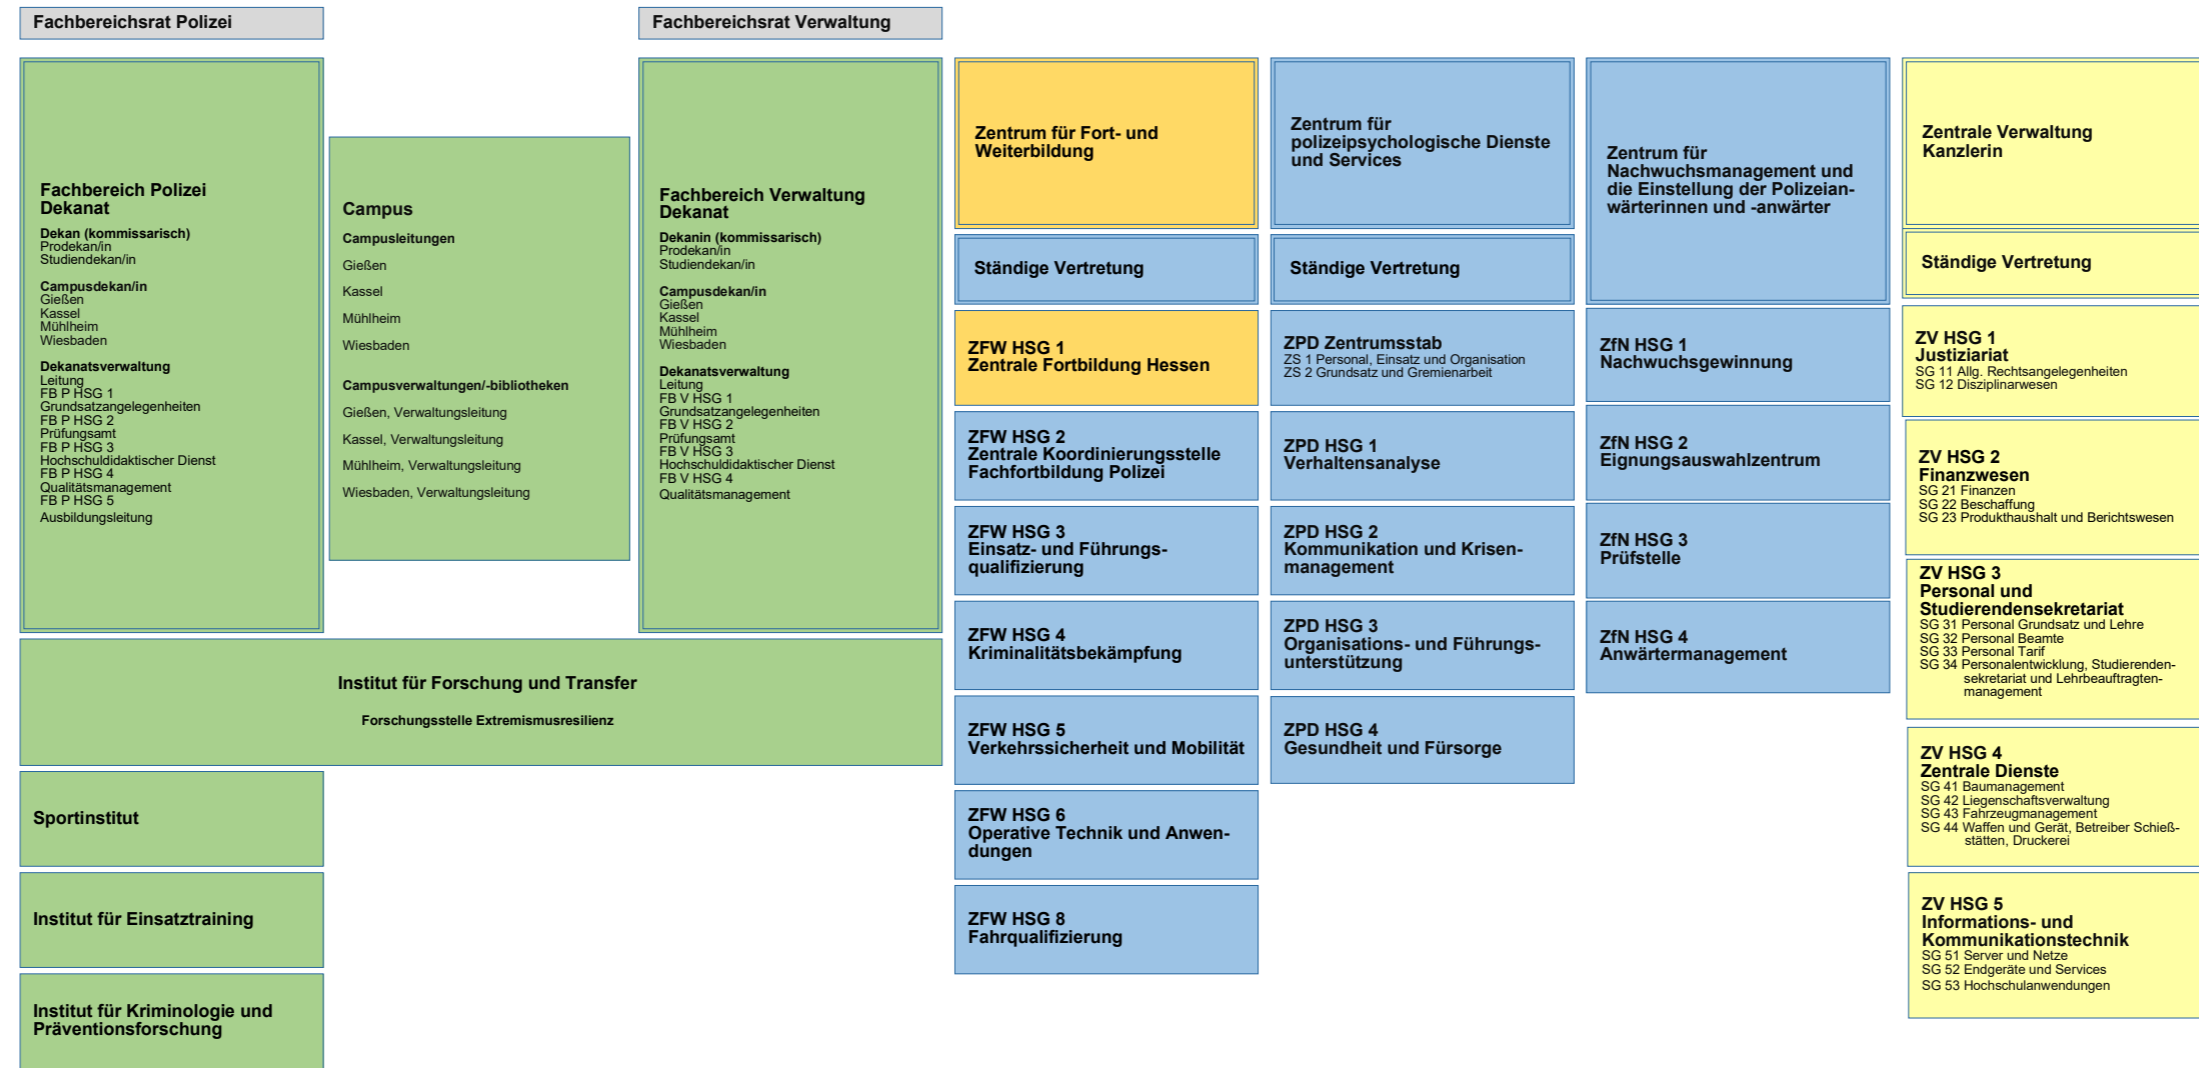 Fachbereichsrat Polizei
Fachbereichsrat Verwaltung
Fachbereich Polizei
Dekanat
Dekan (kommissarisch)
Prodekan/in
Studiendekan/in
Campusdekan/in
Gießen
Kassel
Mühlheim
Wiesbaden
Dekanatsverwaltung
Leitung
FB P HSG 1
Grundsatzangelegenheiten
FB P HSG 2
Prüfungsamt
FB P HSG 3
Hochschuldidaktischer Dienst
FB P HSG 4
Qualitätsmanagement
FB P HSG 5
Ausbildungsleitung
Campus
Campusleitungen
Gießen
Kassel
Mühlheim
Wiesbaden
Campusverwaltungen/-bibliotheken
Gießen, Verwaltungsleitung
Kassel, Verwaltungsleitung
Mühlheim, Verwaltungsleitung
Wiesbaden, Verwaltungsleitung
Fachbereich Verwaltung
Dekanat
Dekanin (kommissarisch)
Prodekan/in
Studiendekan/in
Campusdekan/in
Gießen
Kassel
Mühlheim
Wiesbaden
Dekanatsverwaltung
Leitung
FB V HSG 1
Grundsatzangelegenheiten
FB V HSG 2
Prüfungsamt
FB V HSG 3
Hochschuldidaktischer Dienst
FB V HSG 4
Qualitätsmanagement
Institut für Forschung und Transfer
Forschungsstelle Extremismusresilienz
Sportinstitut
Institut für Einsatztraining
Institut für Kriminologie und
Präventionsforschung
Zentrum für Fort- und
Weiterbildung
Ständige Vertretung
ZFW HSG 1
Zentrale Fortbildung Hessen
ZFW HSG 2
Zentrale Koordinierungsstelle
Fachfortbildung Polizei
ZFW HSG 3
Einsatz- und Führungs-
qualifizierung
ZFW HSG 4
Kriminalitätsbekämpfung
ZFW HSG 5
Verkehrssicherheit und Mobilität
ZFW HSG 6
Operative Technik und Anwen-
dungen
ZFW HSG 8
Fahrqualifizierung
Zentrum für
polizeipsychologische Dienste
und Services
Ständige Vertretung
ZPD Zentrumsstab
ZS 1 Personal, Einsatz und Organisation
ZS 2 Grundsatz und Gremienarbeit
ZPD HSG 1
Verhaltensanalyse
ZPD HSG 2
Kommunikation und Krisen-
management
ZPD HSG 3
Organisations- und Führungs-
unterstützung
ZPD HSG 4
Gesundheit und Fürsorge
Zentrum für
Nachwuchsmanagement und
die Einstellung der Polizeian-
wärterinnen und -anwärter
ZfN HSG 1
Nachwuchsgewinnung
ZfN HSG 2
Eignungsauswahlzentrum
ZfN HSG 3
Prüfstelle
ZfN HSG 4
Anwärtermanagement
Zentrale Verwaltung
Kanzlerin
Ständige Vertretung
ZV HSG 1
Justiziariat
SG 11 Allg. Rechtsangelegenheiten
SG 12 Disziplinarwesen
ZV HSG 2
Finanzwesen
SG 21 Finanzen
SG 22 Beschaffung
SG 23 Produkthaushalt und Berichtswesen
ZV HSG 3
Personal und
Studierendensekretariat
SG 31 Personal Grundsatz und Lehre
SG 32 Personal Beamte
SG 33 Personal Tarif
SG 34 Personalentwicklung, Studierenden-
sekretariat und Lehrbeauftragten-
management
ZV HSG 4
Zentrale Dienste
SG 41 Baumanagement
SG 42 Liegenschaftsverwaltung
SG 43 Fahrzeugmanagement
SG 44 Waffen und Gerät, Betreiber Schieß-
stätten, Druckerei
ZV HSG 5
Informations- und
Kommunikationstechnik
SG 51 Server und Netze
SG 52 Endgeräte und Services
SG 53 Hochschulanwendungen